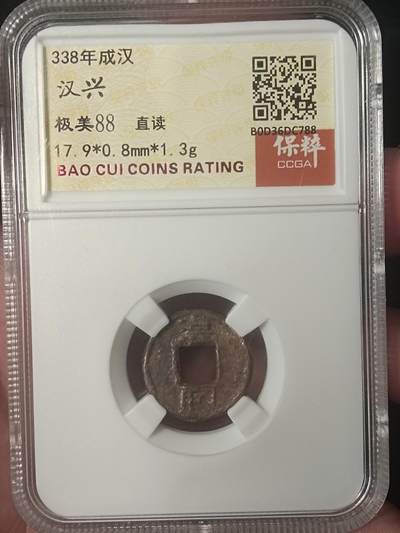 338年成汉
汉兴
极美88 直读
17.9*0.8mm*1.3g
BAO CUI COINS RATING
B0D36DC788
保粹
CCGA